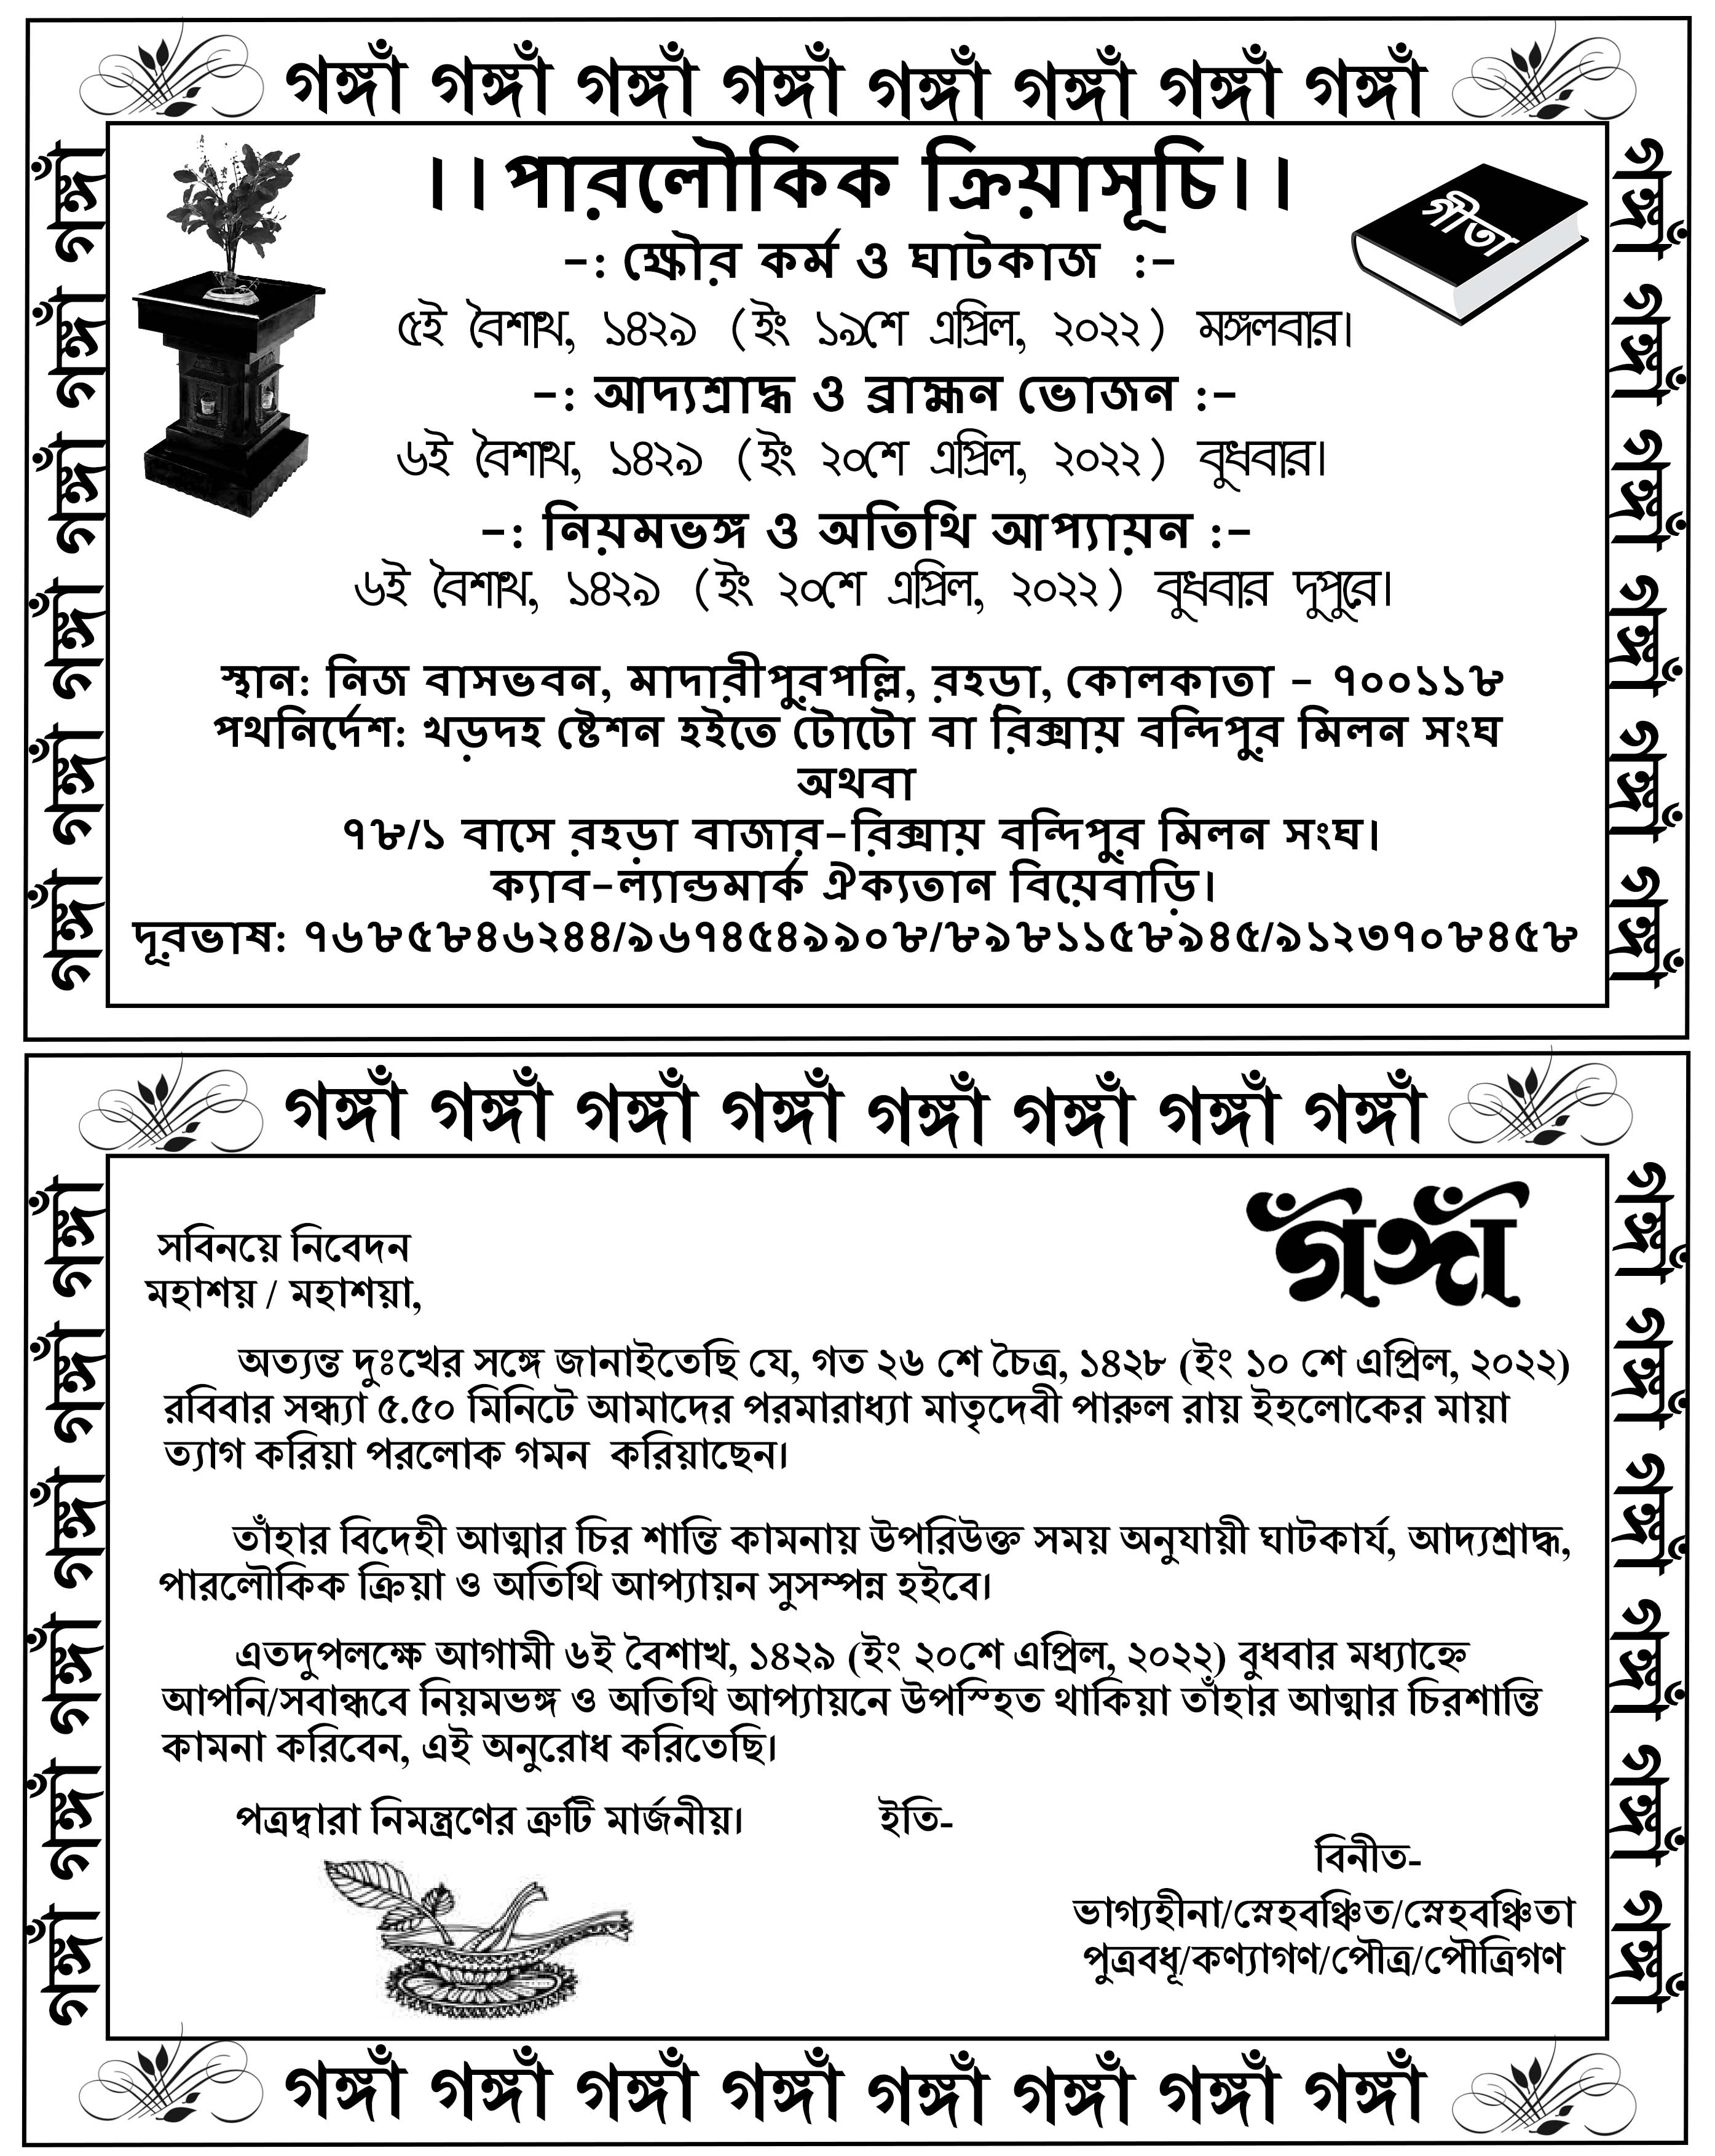 গঙ্গাঁ গঙ্গাঁ গঙ্গাঁ গঙ্গাঁ গঙ্গাঁ গঙ্গাঁ গঙ্গাঁ গঙ্গাঁ
গঙ্গাঁ গঙ্গাঁ গঙ্গাঁ গঙ্গাঁ গঙ্গাঁ গঙ্গাঁ
।।পারলৌকিক ক্রিয়াসূচি।।
গীতা
-: ক্ষৌর কর্ম ও ঘাটকাজ :-
৫ই বৈশাখ, ১৪২৯ (ইং ১৯শে এপ্রিল, ২০২২) মঙ্গলবার।
-: আদ্যশ্রাদ্ধ ও ব্রাহ্মন ভোজন :-
৬ই বৈশাখ, ১৪২৯ (ইং ২০শে এপ্রিল, ২০২২) বুধবার।
-: নিয়মভঙ্গ ও অতিথি আপ্যায়ন :-
৬ই বৈশাখ, ১৪২৯ (ইং ২০শে এপ্রিল, ২০২২) বুধবার দুপুরে।
স্থান: নিজ বাসভবন, মাদারীপুরপল্লি, রহড়া, কোলকাতা - ৭০০১১৮
পথনির্দেশ: খড়দহ ষ্টেশন হইতে টোটো বা রিক্সায় বন্দিপুর মিলন সংঘ
অথবা
৭৮/১ বাসে রহড়া বাজার-রিক্সায় বন্দিপুর মিলন সংঘ।
ক্যাব-ল্যান্ডমার্ক ঐক্যতান বিয়েবাড়ি।
দূরভাষ: ৭৬৮৫৮৪৬২৪৪/৯৬৭৪৫৪৯৯০৮/৮৯৮১১৫৮৯৪৫/৯১২৩৭০৮৪৫৮
গঙ্গাঁ গঙ্গাঁ গঙ্গাঁ গঙ্গাঁ গঙ্গাঁ গঙ্গাঁ
গঙ্গাঁ গঙ্গাঁ গঙ্গাঁ গঙ্গাঁ গঙ্গাঁ গঙ্গাঁ গঙ্গাঁ গঙ্গাঁ
গঙ্গাঁ গঙ্গাঁ গঙ্গাঁ গঙ্গাঁ গঙ্গাঁ গঙ্গাঁ
গঁঙ্গাঁ
সবিনয়ে নিবেদন
মহাশয় / মহাশয়া,
অত্যন্ত দুঃখের সঙ্গে জানাইতেছি যে, গত ২৬ শে চৈত্র, ১৪২৮ (ইং ১০ শে এপ্রিল, ২০২২)
রবিবার সন্ধ্যা ৫.৫০ মিনিটে আমাদের পরমারাধ্যা মাতৃদেবী পারুল রায় ইহলোকের মায়া
ত্যাগ করিয়া পরলোক গমন করিয়াছেন।
তাঁহার বিদেহী আত্মার চির শান্তি কামনায় উপরিউক্ত সময় অনুযায়ী ঘাটকার্য, আদ্যশ্রাদ্ধ,
পারলৌকিক ক্রিয়া ও অতিথি আপ্যায়ন সুসম্পন্ন হইবে।
এতদুপলক্ষে আগামী ৬ই বৈশাখ, ১৪২৯ (ইং ২০শে এপ্রিল, ২০২২) বুধবার মধ্যাহ্নে
আপনি/সবান্ধবে নিয়মভঙ্গ ও অতিথি আপ্যায়নে উপস্হিত থাকিয়া তাঁহার আত্মার চিরশান্তি
কামনা করিবেন, এই অনুরোধ করিতেছি।
পত্রদ্বারা নিমন্ত্রণের ত্রুটি মার্জনীয়। ইতি-
বিনীত-
ভাগ্যহীনা/স্নেহবঞ্চিত/স্নেহবঞ্চিতা
পুত্রবধূ/কণ্যাগণ/পৌত্র/পৌত্রিগণ
গঙ্গাঁ গঙ্গাঁ গঙ্গাঁ গঙ্গাঁ গঙ্গাঁ গঙ্গাঁ
গঙ্গাঁ গঙ্গাঁ গঙ্গাঁ গঙ্গাঁ গঙ্গাঁ গঙ্গাঁ গঙ্গাঁ গঙ্গাঁ